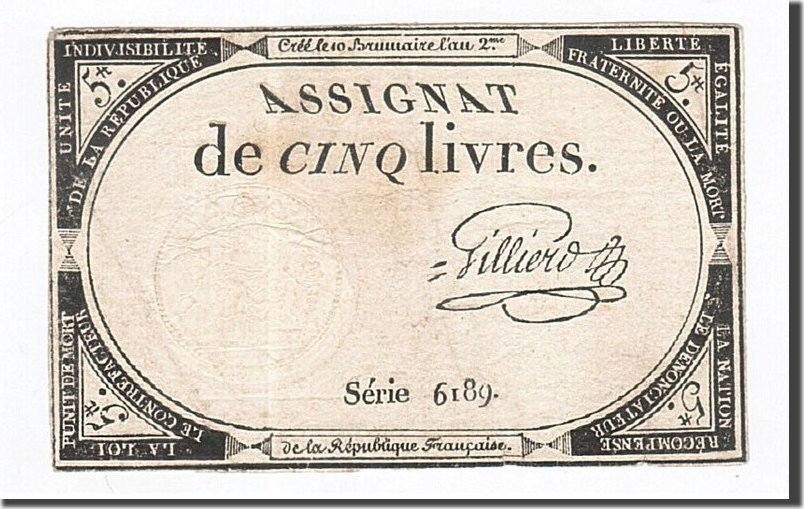 Créé le 10 Brumaire l'an 2.me
UNITÉ INDIVISIBILITÉ
DE LA RÉPUBLIQUE
5₶.
LIBERTÉ ÉGALITÉ
FRATERNITÉ OU LA MORT
5₶.
ASSIGNAT
de CINQ livres.
Pilliero
Série 6189.
LA LOI PUNIT DE MORT
LE CONTREFACTEUR
5₶.
LA NATION RÉCOMPENSE
LE DÉNONCIATEUR
5₶.
de la République Française.